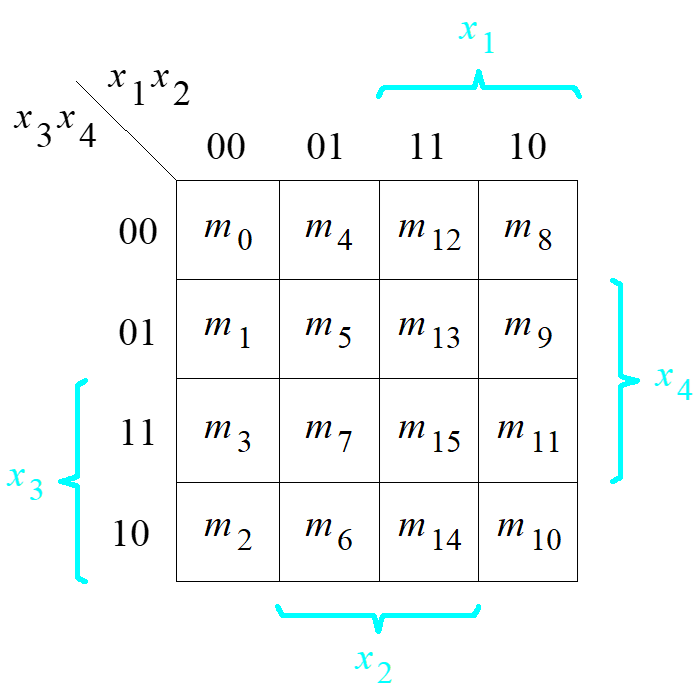 x₁
x₁x₂
x₃x₄
00 01 11 10
00 m₀ m₄ m₁₂ m₈
01 m₁ m₅ m₁₃ m₉
x₄
11 m₃ m₇ m₁₅ m₁₁
x₃
10 m₂ m₆ m₁₄ m₁₀
x₂